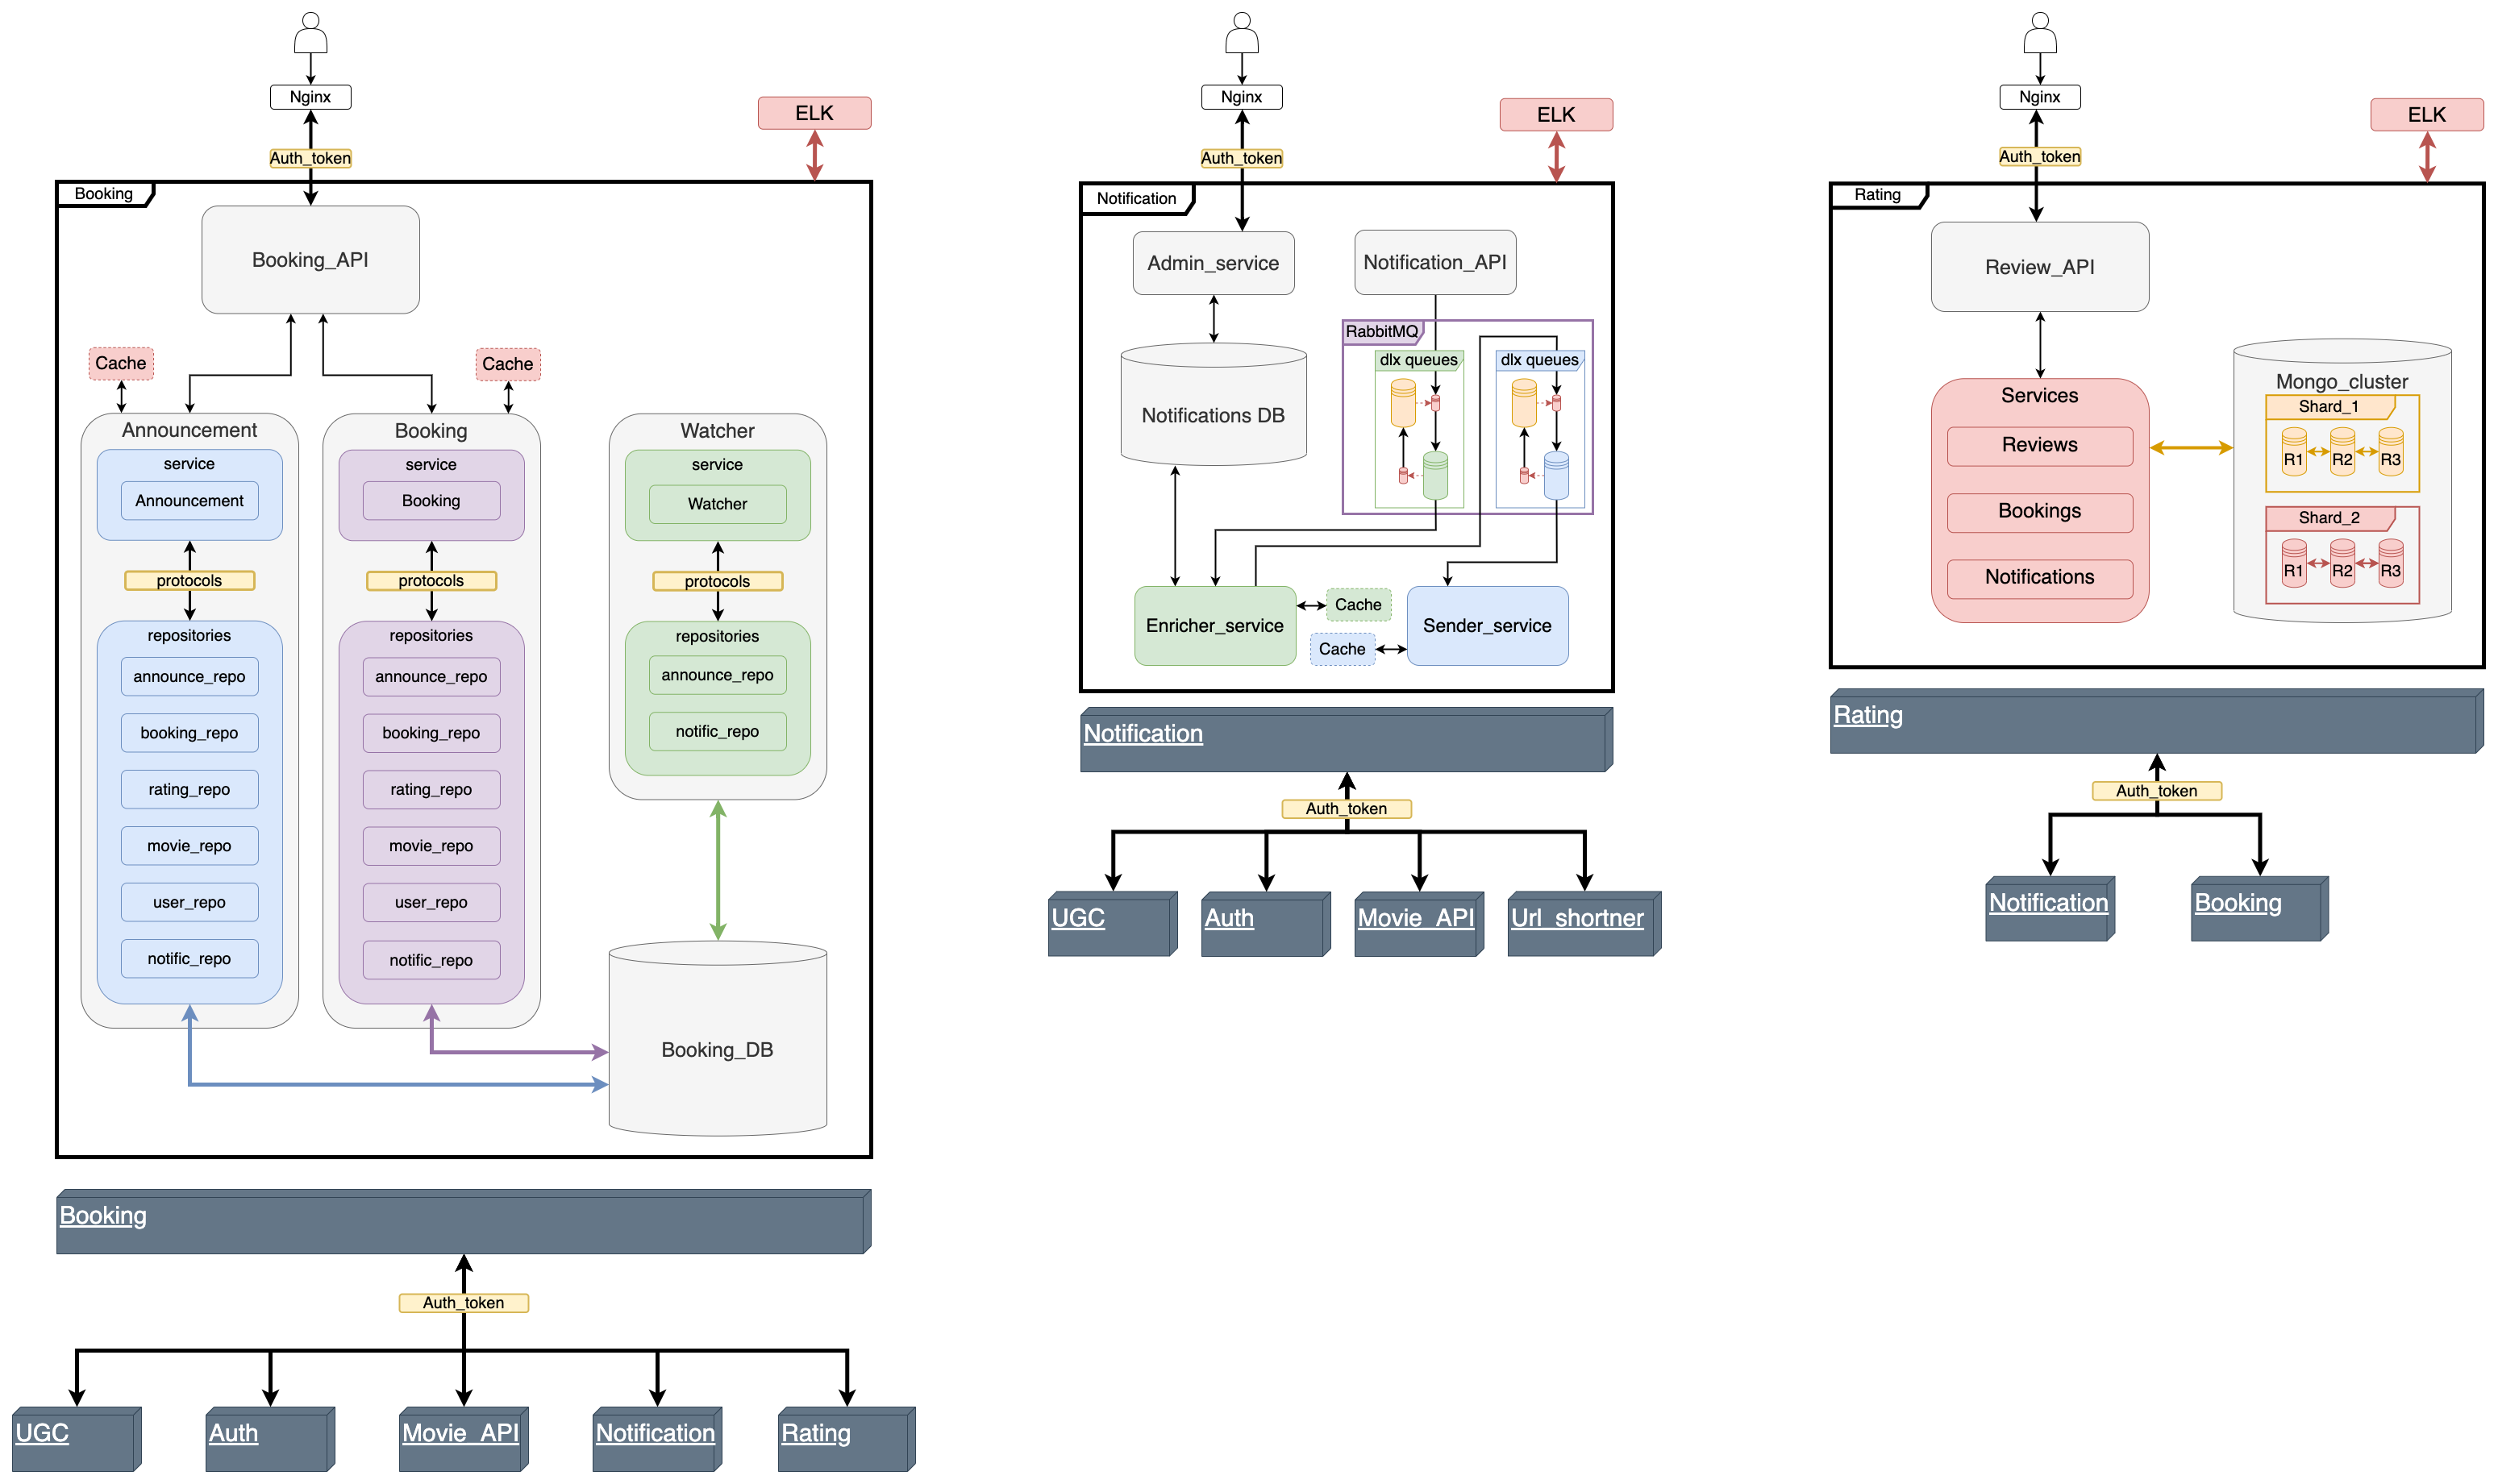 Nginx
Auth_token
ELK
Booking
Booking_API
Cache
Cache
Announcement
service
Announcement
protocols
repositories
announce_repo
booking_repo
rating_repo
movie_repo
user_repo
notific_repo
Booking
service
Booking
protocols
repositories
announce_repo
booking_repo
rating_repo
movie_repo
user_repo
notific_repo
Watcher
service
Watcher
protocols
repositories
announce_repo
notific_repo
Booking_DB
Booking
Auth_token
UGC
Auth
Movie_API
Notification
Rating
Nginx
Auth_token
ELK
Notification
Admin_service
Notification_API
RabbitMQ
dlx queues
dlx queues
Notifications DB
Enricher_service
Cache
Cache
Sender_service
Notification
Auth_token
UGC
Auth
Movie_API
Url_shortner
Nginx
Auth_token
ELK
Rating
Review_API
Services
Reviews
Bookings
Notifications
Mongo_cluster
Shard_1
R1
R2
R3
Shard_2
R1
R2
R3
Rating
Auth_token
Notification
Booking